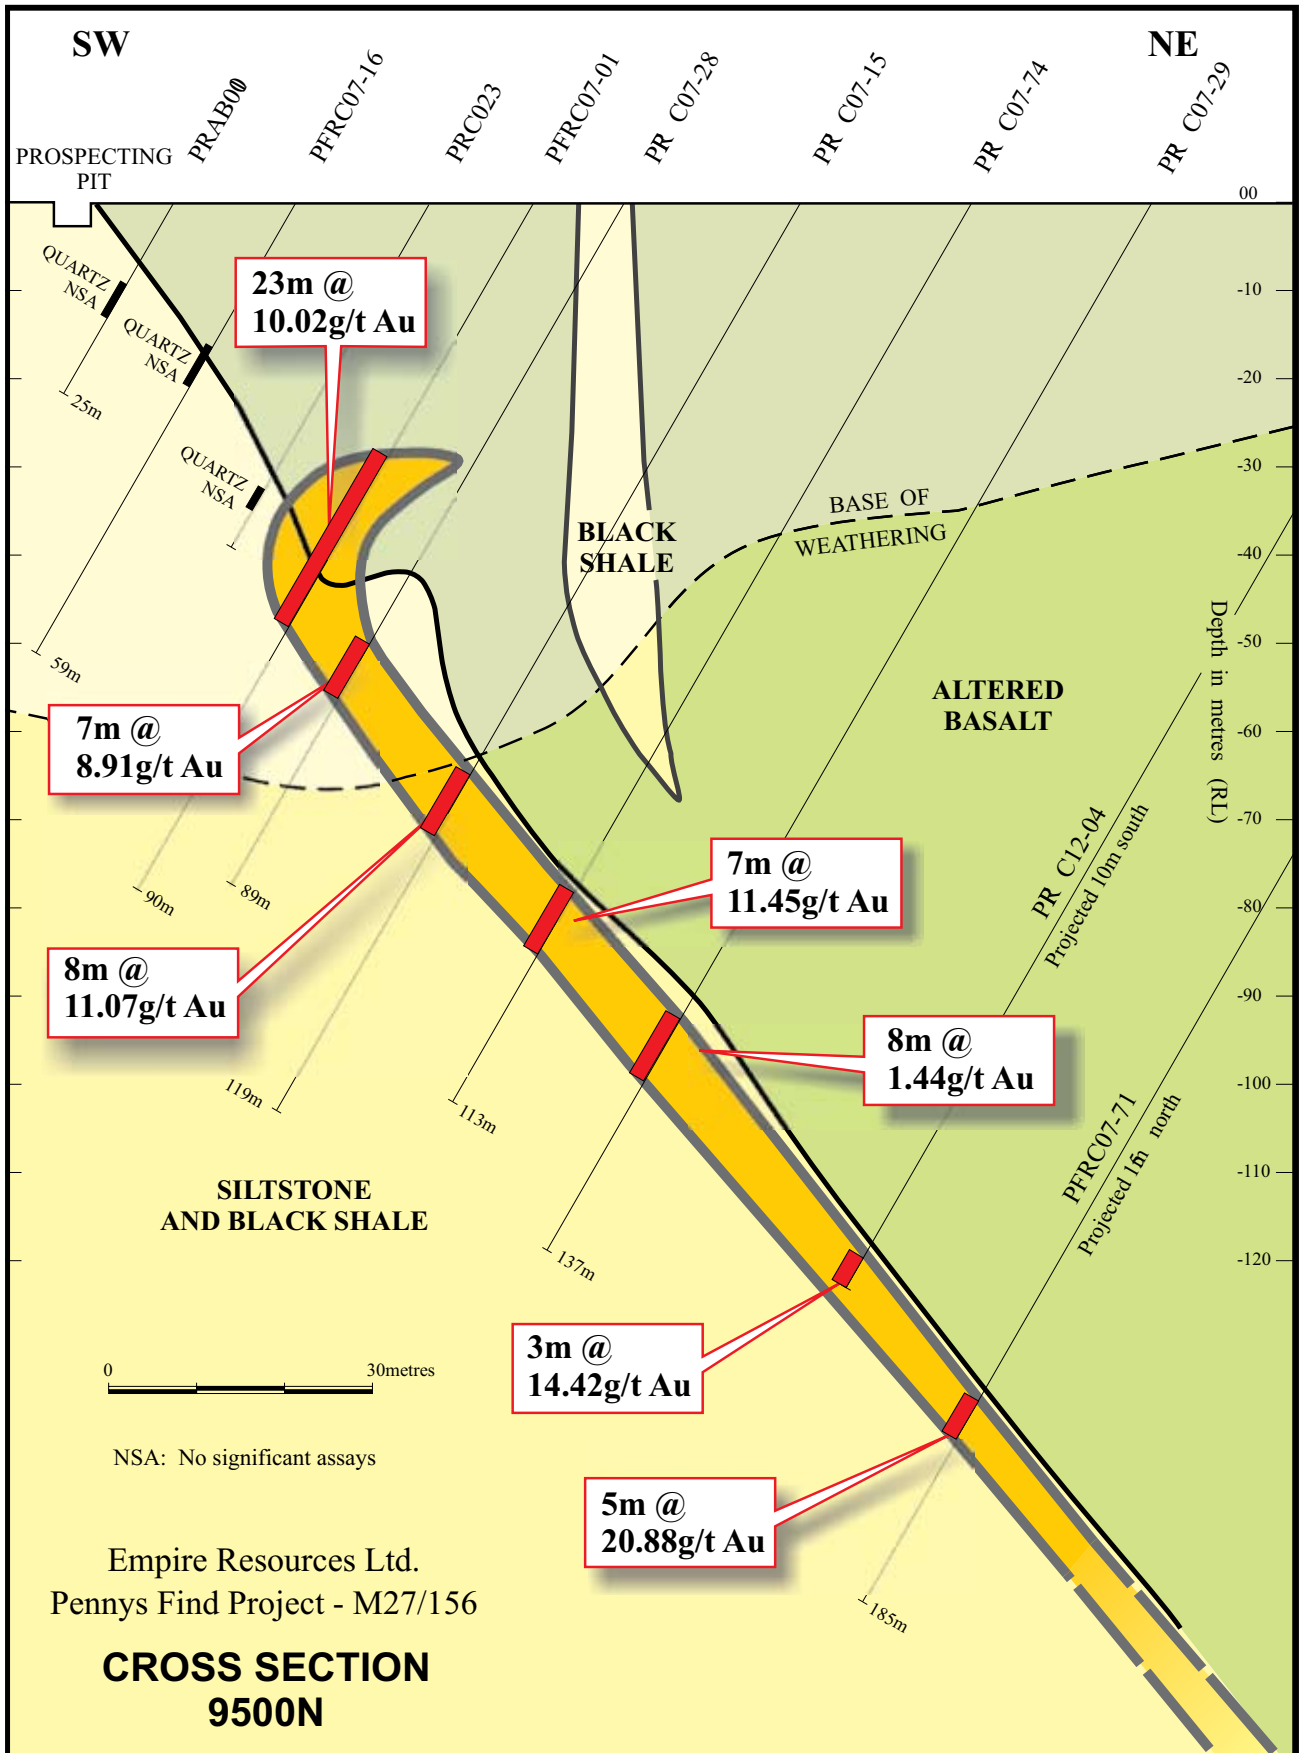 SW
NE
PFRC07-16
PRC023
PFRC07-01
PR C07-28
PR C07-15
PR C07-74
PR C07-29
PROSPECTING
PIT
00
QUARTZ
NSA
-10
23m @
10.02g/t Au
QUARTZ
NSA
-20
25m
QUARTZ
NSA
-30
BASE OF
WEATHERING
BLACK
SHALE
-40
Depth in metres (RL)
-50
59m
ALTERED
BASALT
7m @
8.91g/t Au
-60
-70
PR C12-04
Projected 10m south
7m @
11.45g/t Au
90m
89m
-80
8m @
11.07g/t Au
-90
8m @
1.44g/t Au
119m
113m
-100
PFRC07-71
Projected north
-110
SILTSTONE
AND BLACK SHALE
137m
-120
3m @
14.42g/t Au
0 30metres
NSA: No significant assays
5m @
20.88g/t Au
185m
Empire Resources Ltd.
Pennys Find Project - M27/156
CROSS SECTION
9500N